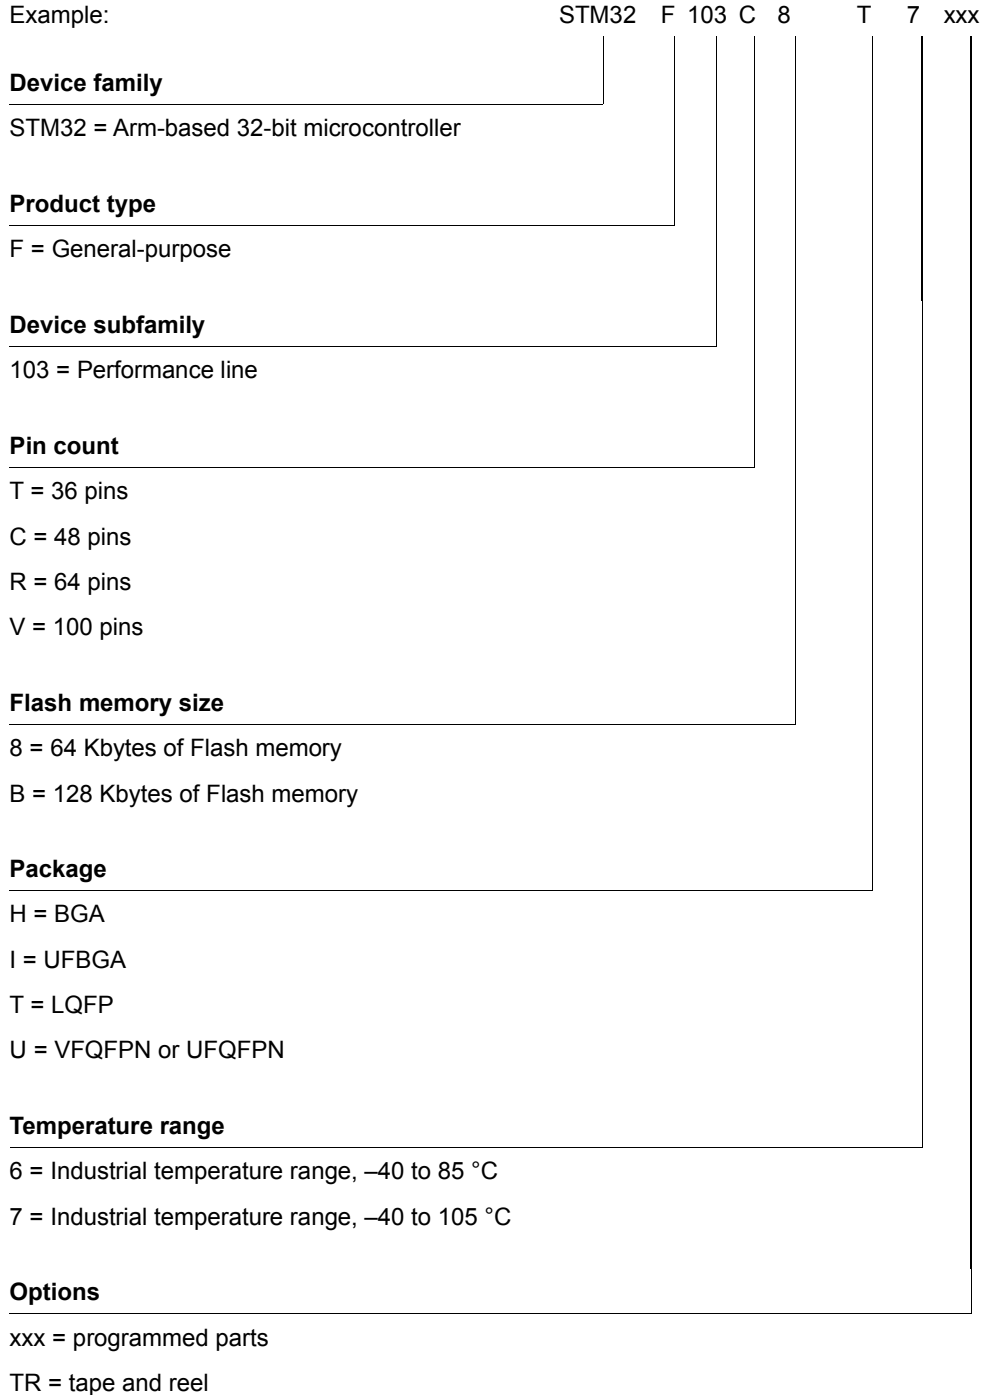 Example: STM32 F 103 C 8 T 7 xxx
Device family
STM32 = Arm-based 32-bit microcontroller
Product type
F = General-purpose
Device subfamily
103 = Performance line
Pin count
T = 36 pins
C = 48 pins
R = 64 pins
V = 100 pins
Flash memory size
8 = 64 Kbytes of Flash memory
B = 128 Kbytes of Flash memory
Package
H = BGA
I = UFBGA
T = LQFP
U = VFQFPN or UFQFPN
Temperature range
6 = Industrial temperature range, –40 to 85 °C
7 = Industrial temperature range, –40 to 105 °C
Options
xxx = programmed parts
TR = tape and reel